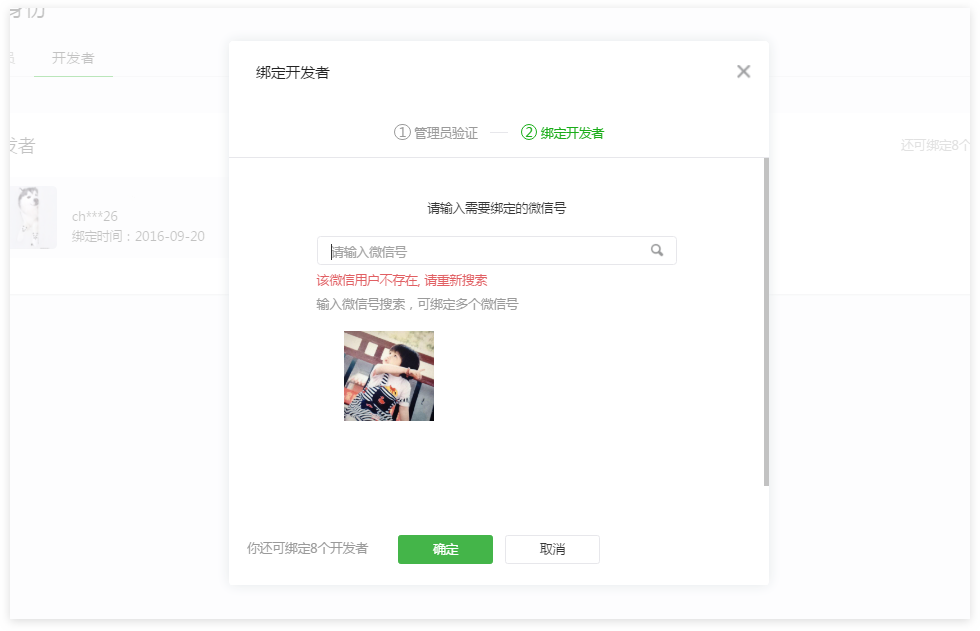 身份
员 开发者
绑定开发者
①管理员验证 — ②绑定开发者
发者
还可绑定8个
请输入需要绑定的微信号
ch***26
绑定时间：2016-09-20
请输入微信号
该微信用户不存在, 请重新搜索
输入微信号搜索，可绑定多个微信号
你还可绑定8个开发者
确定
取消